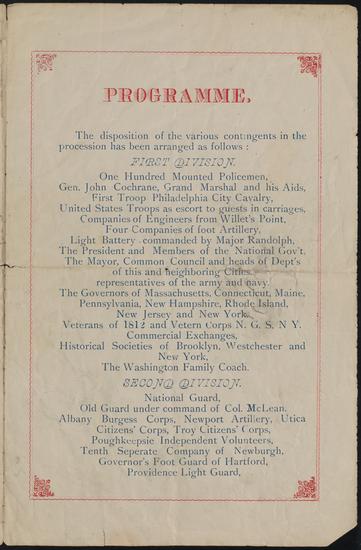 PROGRAMME.
The disposition of the various contingents in the
procession has been arranged as follows :
FIRST DIVISION.
One Hundred Mounted Policemen,
Gen. John Cochrane, Grand Marshal and his Aids,
First Troop Philadelphia City Cavalry,
United States Troops as escort to guests in carriages,
Companies of Engineers from Willet's Point,
Four Companies of foot Artillery,
Light Battery commanded by Major Randolph,
The President and Members of the National Gov't.
The Mayor, Common Council and heads of Dept's
of this and neighboring Cities.
representatives of the army and navy.
The Governors of Massachusetts, Connecticut, Maine,
Pennsylvania, New Hampshire, Rhode Island,
New Jersey and New York,
Veterans of 1812 and Vetern Corps N. G. S. N Y.
Commercial Exchanges,
Historical Societies of Brooklyn, Westchester and
New York,
The Washington Family Coach.
SECOND DIVISION.
National Guard,
Old Guard under command of Col. McLean.
Albany Burgess Corps, Newport Artillery, Utica
Citizens' Corps, Troy Citizens' Corps,
Poughkeepsie Independent Volunteers,
Tenth Seperate Company of Newburgh,
Governor's Foot Guard of Hartford,
Providence Light Guard,